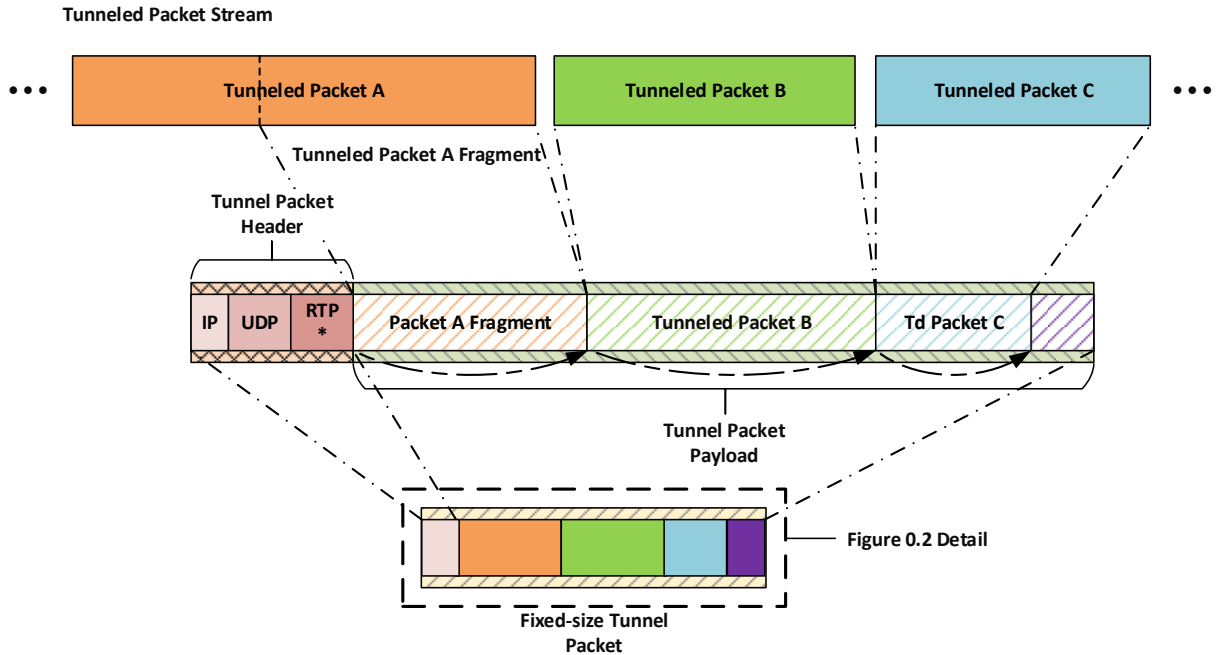 Tunneled Packet Stream
••• Tunneled Packet A Tunneled Packet B Tunneled Packet C •••
Tunneled Packet A Fragment
Tunnel Packet
Header
IP UDP RTP
*
Packet A Fragment Tunneled Packet B Td Packet C
Tunnel Packet
Payload
Figure 0.2 Detail
Fixed-size Tunnel
Packet